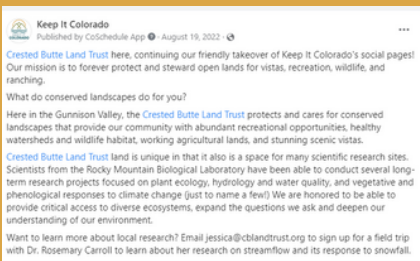 Keep It Colorado
Published by CoSchedule App · August 19, 2022 ·
Crested Butte Land Trust here, continuing our friendly takeover of Keep It Colorado's social pages!
Our mission is to forever protect and steward open lands for vistas, recreation, wildlife, and
ranching.
What do conserved landscapes do for you?
Here in the Gunnison Valley, the Crested Butte Land Trust protects and cares for conserved
landscapes that provide our community with abundant recreational opportunities, healthy
watersheds and wildlife habitat, working agricultural lands, and stunning scenic vistas.
Crested Butte Land Trust land is unique in that it also is a space for many scientific research sites.
Scientists from the Rocky Mountain Biological Laboratory have been able to conduct several long-
term research projects focused on plant ecology, hydrology and water quality, and vegetative and
phenological responses to climate change (just to name a few!) We are honored to be able to
provide critical access to diverse ecosystems, expand the questions we ask and deepen our
understanding of our environment.
Want to learn more about local research? Email jessica@cblandtrust.org to sign up for a field trip
with Dr. Rosemary Carroll to learn about her research on streamflow and its response to snowfall.